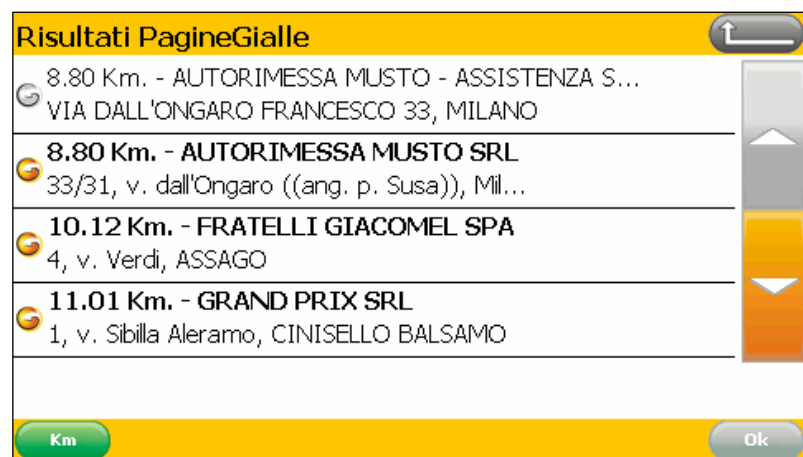 Risultati PagineGialle
8.80 Km. - AUTORIMESSA MUSTO - ASSISTENZA S...
VIA DALL'ONGARO FRANCESCO 33, MILANO
8.80 Km. - AUTORIMESSA MUSTO SRL
33/31, v. dall'Ongaro ((ang. p. Susa)), Mil...
10.12 Km. - FRATELLI GIACOMEL SPA
4, v. Verdi, ASSAGO
11.01 Km. - GRAND PRIX SRL
1, v. Sibilla Aleramo, CINISELLO BALSAMO
Km
Ok